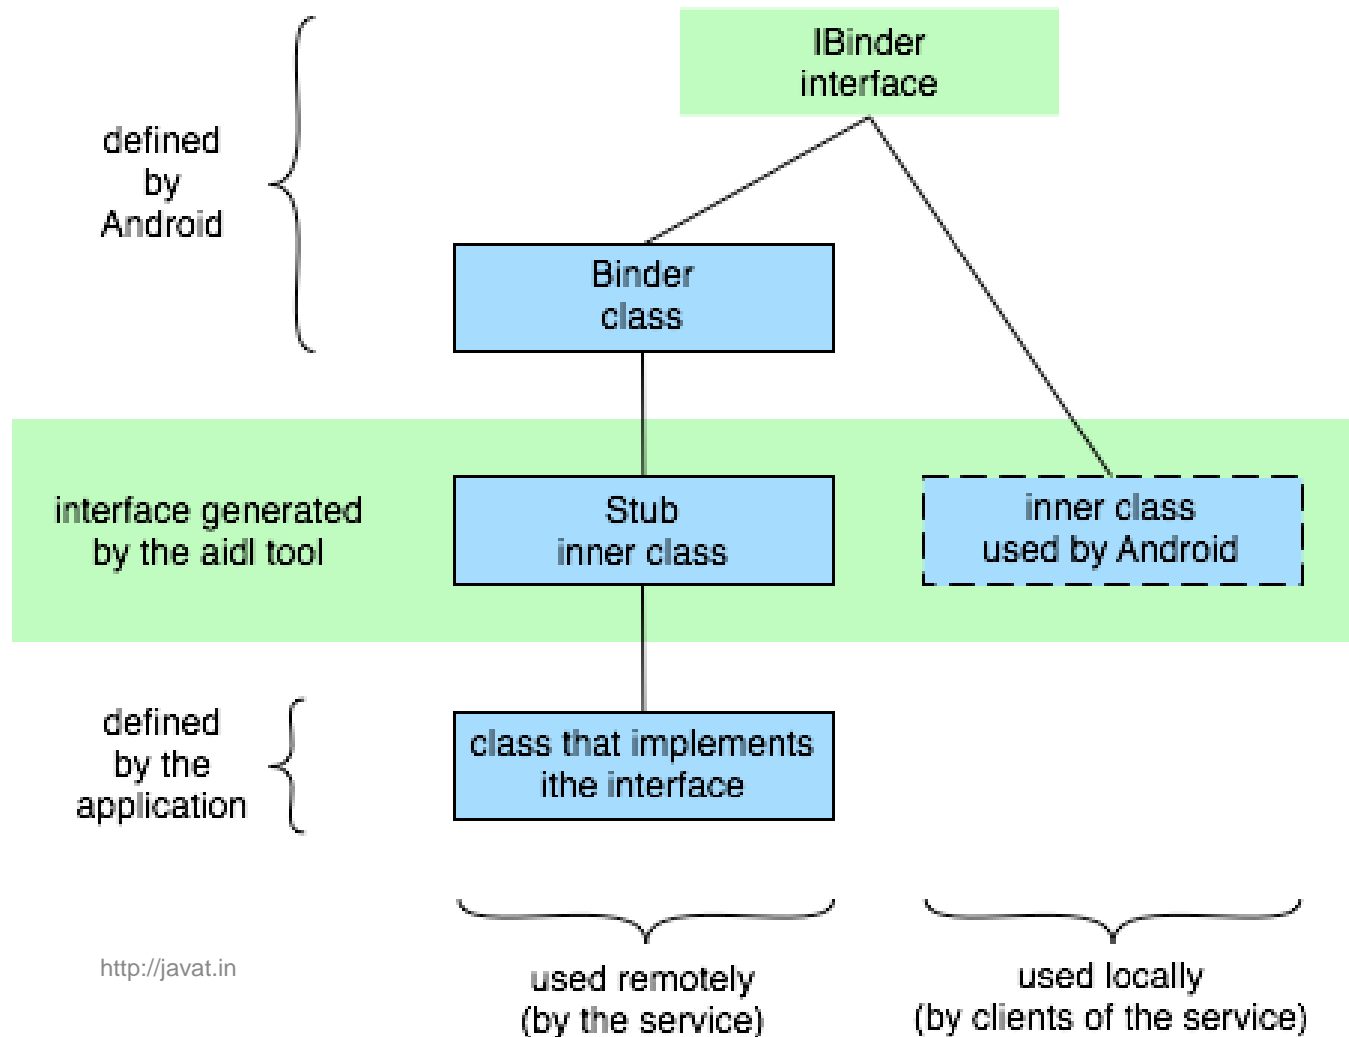 IBinder
interface
defined
by
Android
Binder
class
interface generated
by the aidl tool
Stub
inner class
inner class
used by Android
defined
by the
application
class that implements
ithe interface
http://javat.in
used remotely
(by the service)
used locally
(by clients of the service)